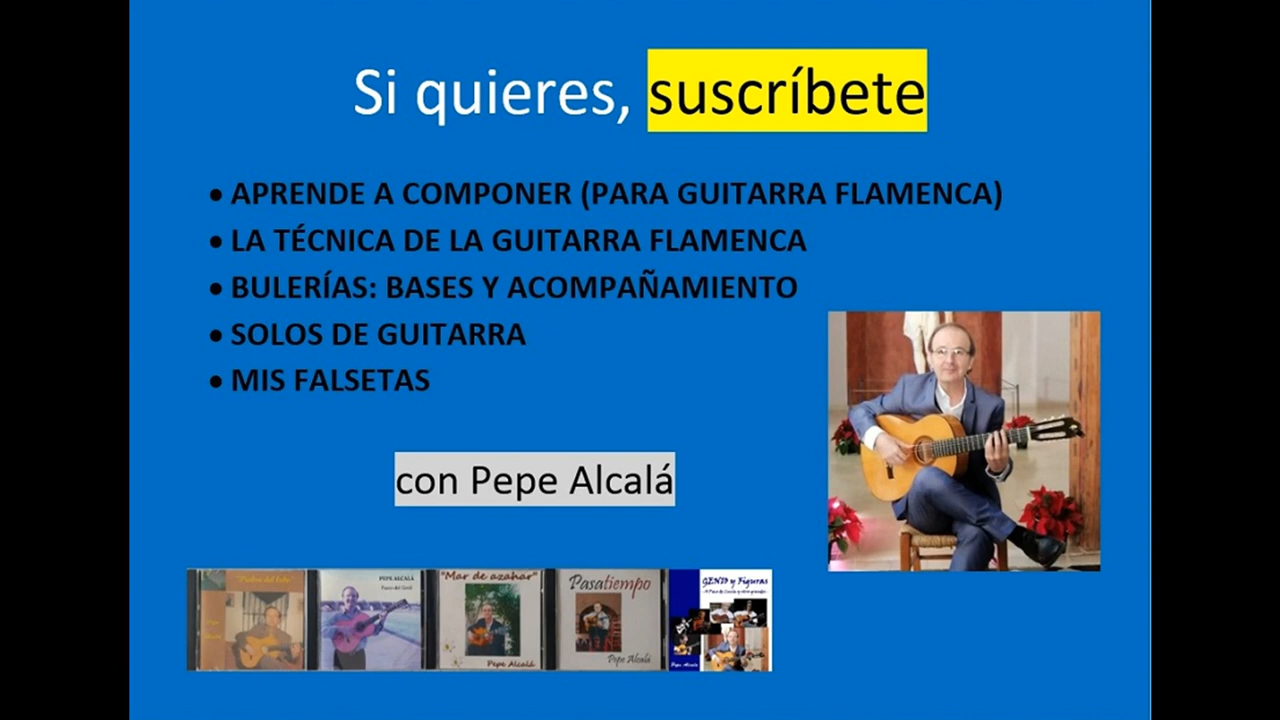 Si quieres, suscríbete
• APRENDE A COMPONER (PARA GUITARRA FLAMENCA)
• LA TÉCNICA DE LA GUITARRA FLAMENCA
• BULERÍAS: BASES Y ACOMPAÑAMIENTO
• SOLOS DE GUITARRA
• MIS FALSETAS
con Pepe Alcalá
PEPE ALCALÁ
"Mar de azahar"
Pepe Alcalá
Pasatiempo
Pepe Alcalá
GENIO y Figuras
Pepe Alcalá